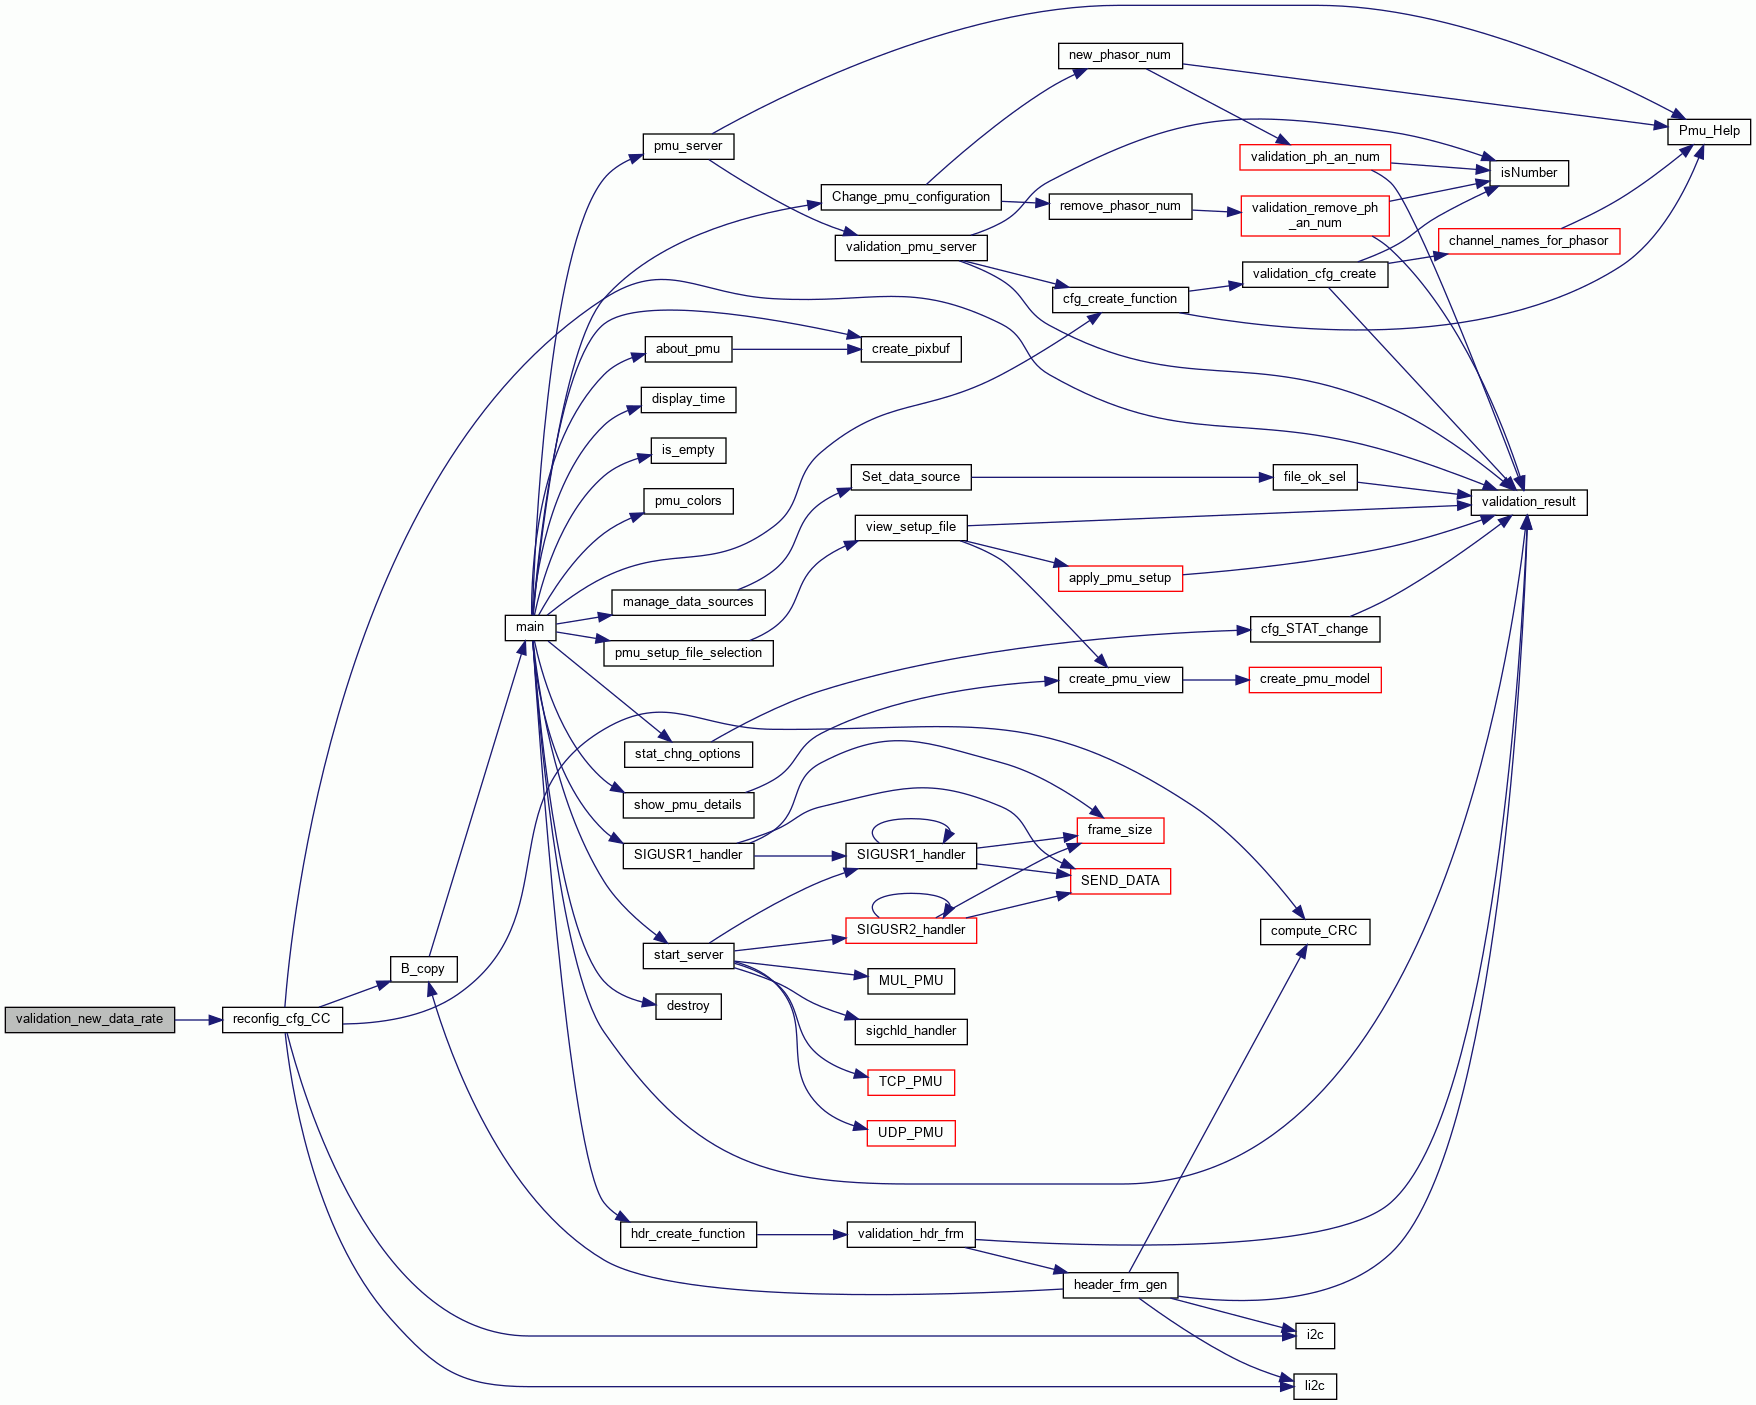 new_phasor_num
Pmu_Help
pmu_server
validation_ph_an_num
isNumber
Change_pmu_configuration
remove_phasor_num
validation_remove_ph
_an_num
channel_names_for_phasor
validation_pmu_server
validation_cfg_create
cfg_create_function
about_pmu
create_pixbuf
display_time
is_empty
Set_data_source
file_ok_sel
pmu_colors
validation_result
view_setup_file
apply_pmu_setup
manage_data_sources
main
cfg_STAT_change
pmu_setup_file_selection
create_pmu_view
create_pmu_model
stat_chng_options
show_pmu_details
frame_size
SIGUSR1_handler
SIGUSR1_handler
SEND_DATA
SIGUSR2_handler
compute_CRC
start_server
B_copy
MUL_PMU
destroy
validation_new_data_rate
reconfig_cfg_CC
sigchld_handler
TCP_PMU
UDP_PMU
hdr_create_function
validation_hdr_frm
header_frm_gen
i2c
li2c